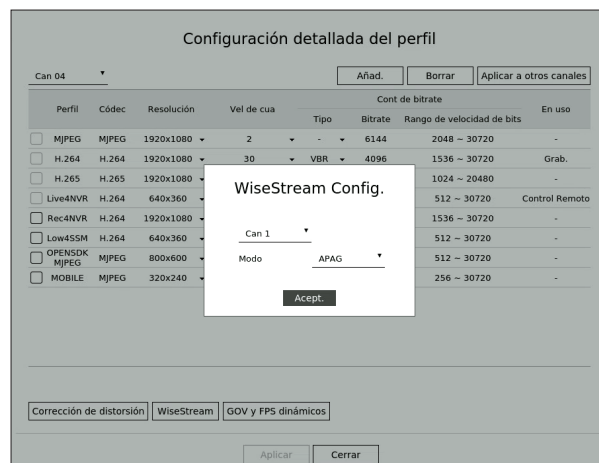 Configuración detallada del perfil
Can 04
Añad. Borrar Aplicar a otros canales
Perfil Códec Resolución Vel de cua Cont de bitrate En uso
Tipo Bitrate Rango de velocidad de bits
MJPEG MJPEG 1920x1080 2 - 6144 2048 ~ 30720 -
H.264 H.264 1920x1080 30 VBR 4096 1536 ~ 30720 Grab.
H.265 H.265 1920x1080 1024 ~ 20480 -
Live4NVR H.264 640x360 512 ~ 30720 Control Remoto
Rec4NVR H.264 1920x1080 1536 ~ 30720 -
Low4SSM H.264 640x360 512 ~ 30720 -
OPENSDK MJPEG MJPEG 800x600 512 ~ 30720 -
MOBILE MJPEG 320x240 256 ~ 30720 -
WiseStream Config.
Can 1
Modo APAG
Acept.
Corrección de distorsión WiseStream GOV y FPS dinámicos
Aplicar Cerrar